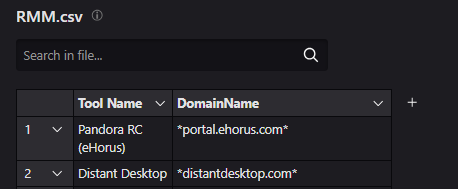 RMM.csv
Search in file...
Tool Name DomainName
1 Pandora RC *portal.ehorus.com*
(eHorus)
2 Distant Desktop *distantdesktop.com*